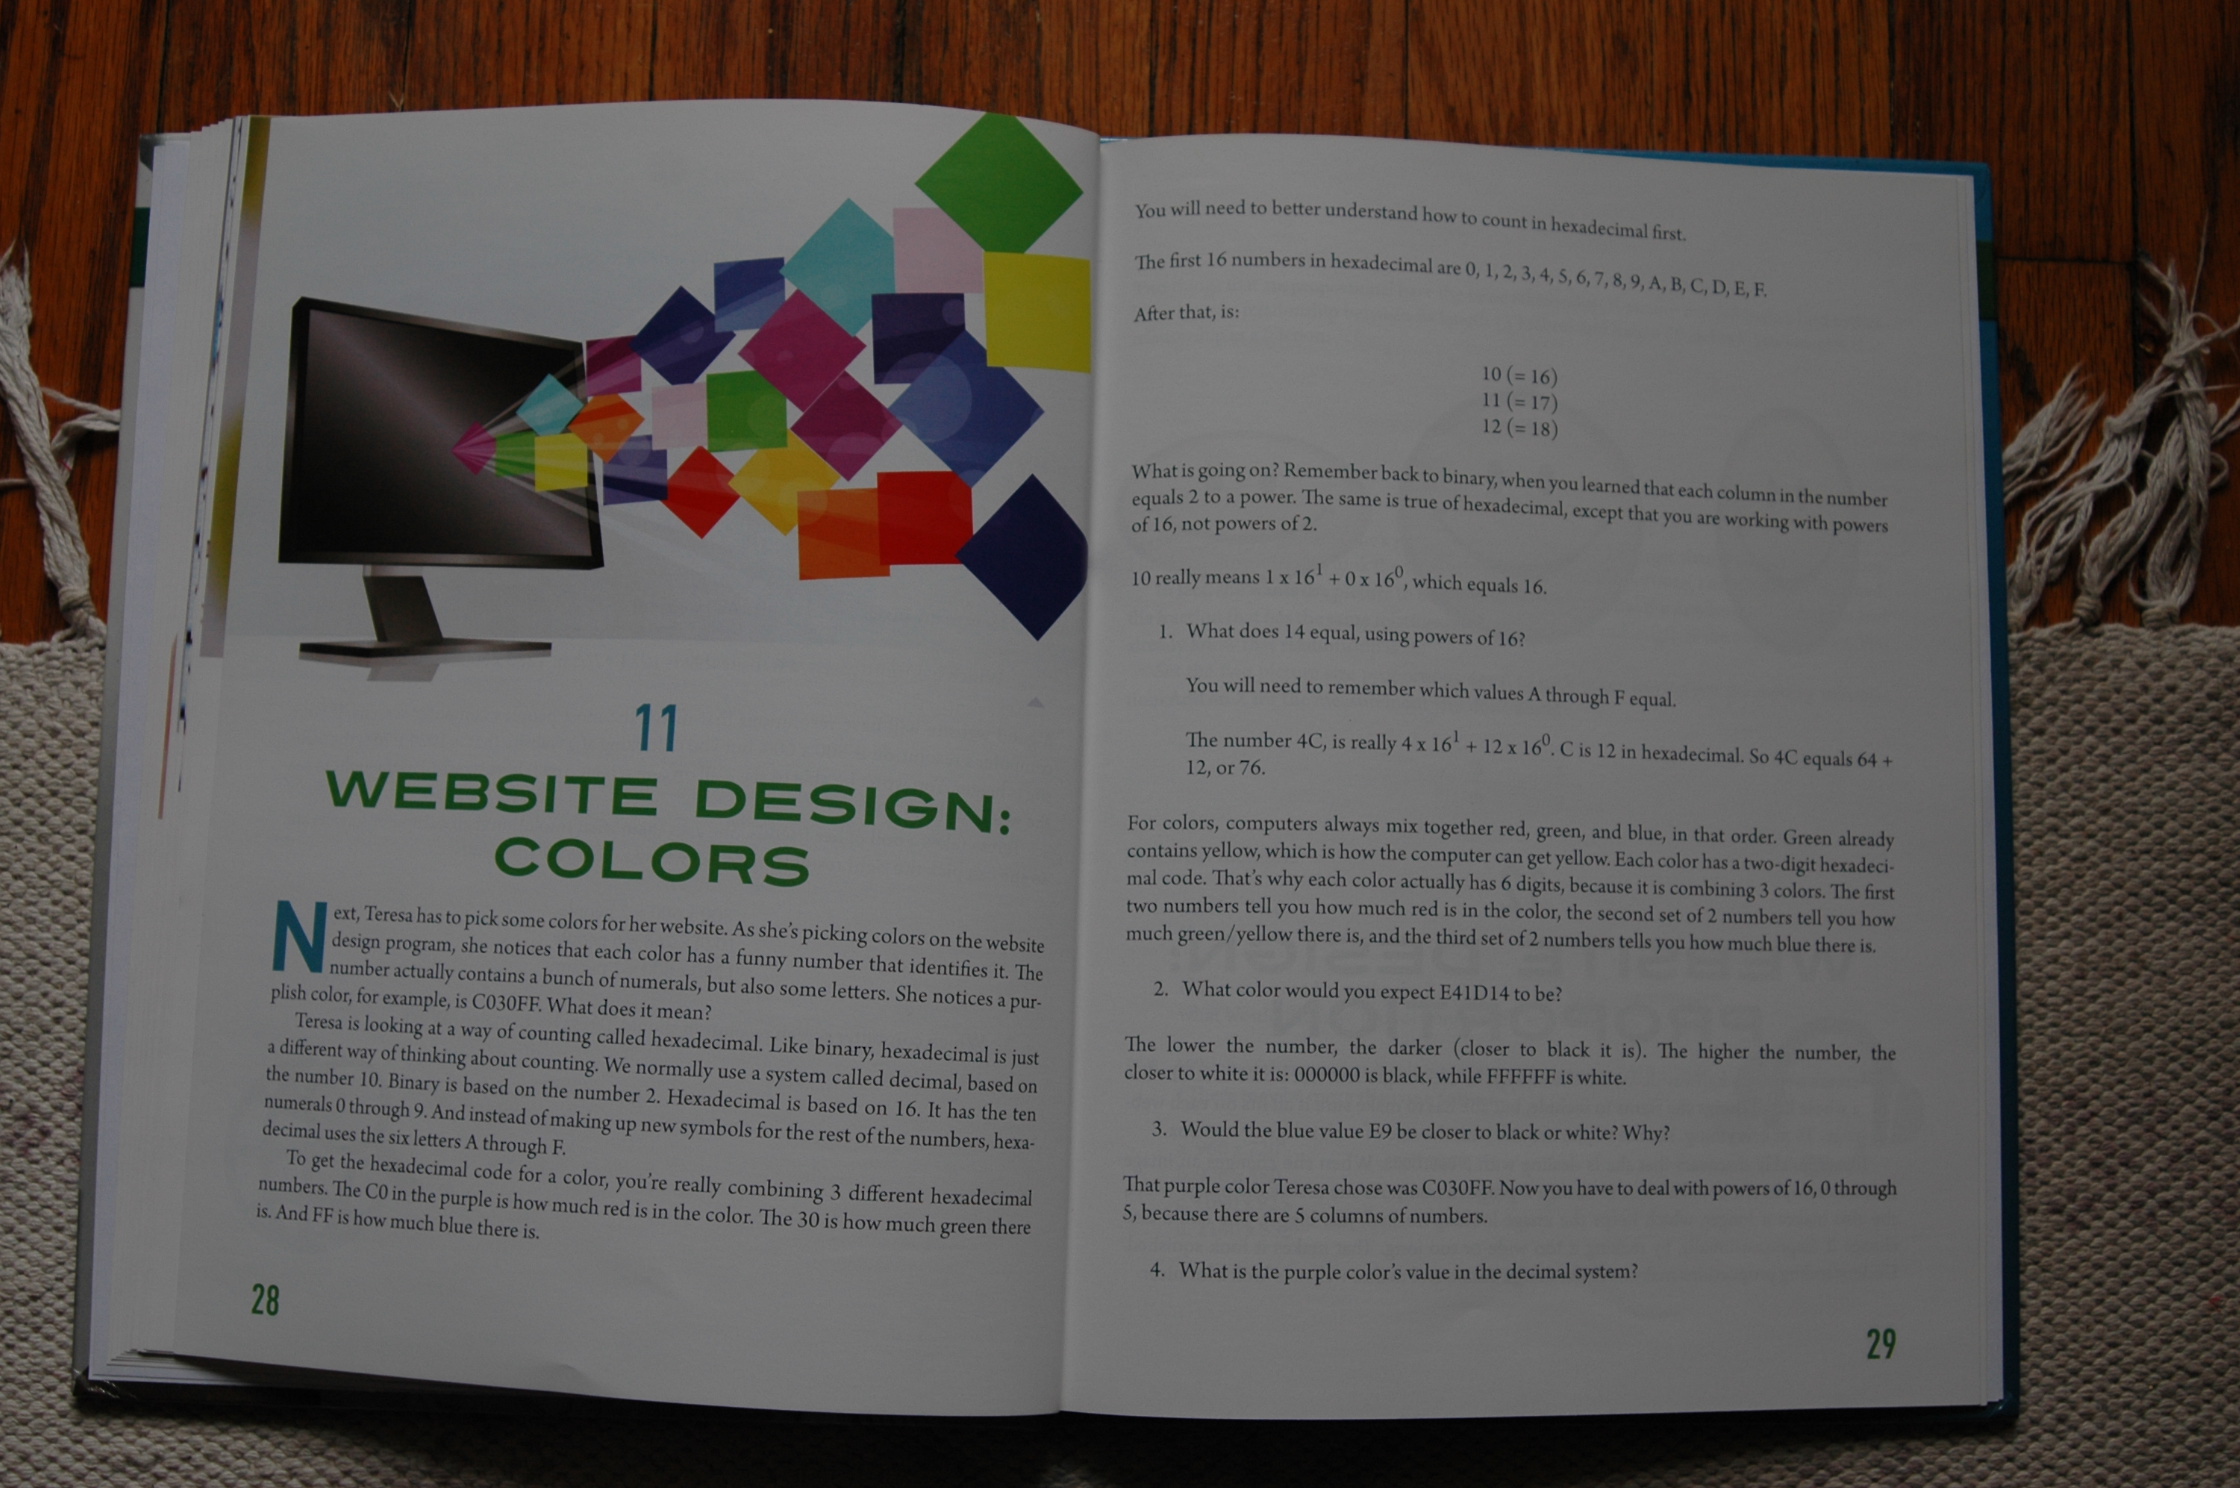 11
WEBSITE DESIGN:
COLORS
Next, Teresa has to pick some colors for her website. As she's picking colors on the website
design program, she notices that each color has a funny number that identifies it. The
number actually contains a bunch of numerals, but also some letters. She notices a pur-
plish color, for example, is C030FF. What does it mean?
Teresa is looking at a way of counting called hexadecimal. Like binary, hexadecimal is just
a different way of thinking about counting. We normally use a system called decimal, based on
the number 10. Binary is based on the number 2. Hexadecimal is based on 16. It has the ten
numerals 0 through 9. And instead of making up new symbols for the rest of the numbers, hexa-
decimal uses the six letters A through F.
To get the hexadecimal code for a color, you're really combining 3 different hexadecimal
numbers. The C0 in the purple is how much red is in the color. The 30 is how much green there
is. And FF is how much blue there is.
28
You will need to better understand how to count in hexadecimal first.
The first 16 numbers in hexadecimal are 0, 1, 2, 3, 4, 5, 6, 7, 8, 9, A, B, C, D, E, F.
After that, is:
10 (= 16)
11 (= 17)
12 (= 18)
What is going on? Remember back to binary, when you learned that each column in the number
equals 2 to a power. The same is true of hexadecimal, except that you are working with powers
of 16, not powers of 2.
10 really means 1 x 16¹ + 0 x 16⁰, which equals 16.
1. What does 14 equal, using powers of 16?
You will need to remember which values A through F equal.
The number 4C, is really 4 x 16¹ + 12 x 16⁰. C is 12 in hexadecimal. So 4C equals 64 +
12, or 76.
For colors, computers always mix together red, green, and blue, in that order. Green already
contains yellow, which is how the computer can get yellow. Each color has a two-digit hexadeci-
mal code. That's why each color actually has 6 digits, because it is combining 3 colors. The first
two numbers tell you how much red is in the color, the second set of 2 numbers tell you how
much green/yellow there is, and the third set of 2 numbers tells you how much blue there is.
2. What color would you expect E41D14 to be?
The lower the number, the darker (closer to black it is). The higher the number, the
closer to white it is: 000000 is black, while FFFFFF is white.
3. Would the blue value E9 be closer to black or white? Why?
That purple color Teresa chose was C030FF. Now you have to deal with powers of 16, 0 through
5, because there are 5 columns of numbers.
4. What is the purple color's value in the decimal system?
29